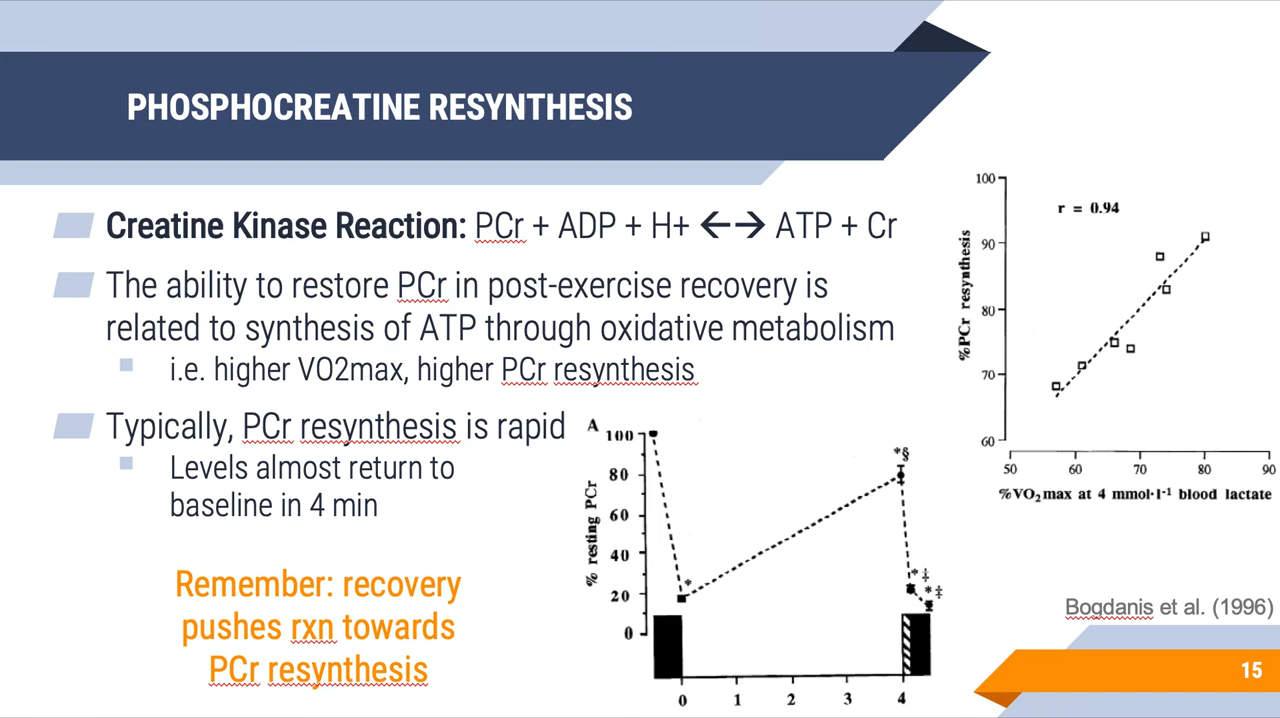 PHOSPHOCREATINE RESYNTHESIS
Creatine Kinase Reaction: PCr + ADP + H+ ←→ ATP + Cr
The ability to restore PCr in post-exercise recovery is
related to synthesis of ATP through oxidative metabolism
i.e. higher VO2max, higher PCr resynthesis
Typically, PCr resynthesis is rapid
Levels almost return to
baseline in 4 min
Remember: recovery
pushes rxn towards
PCr resynthesis
A
% resting PCr
100
80
60
40
20
0
*
*§
*‡
*‡
0 1 2 3 4
r = 0.94
%PCr resynthesis
100
90
80
70
60
50 60 70 80 90
%VO₂max at 4 mmol·l⁻¹ blood lactate
Bogdanis et al. (1996)
15